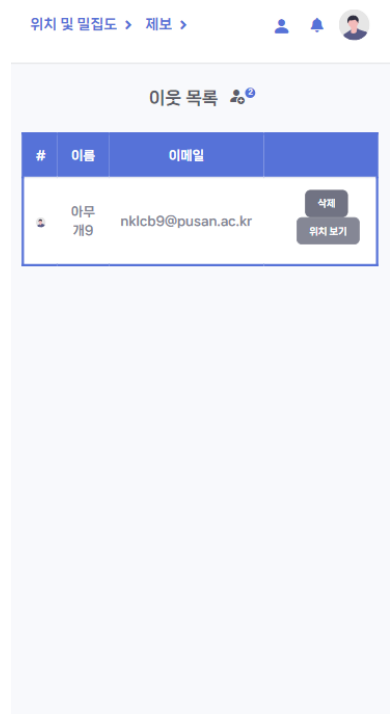 위치 및 밀집도 > 제보 >
이웃 목록 2
# 이름 이메일
아무개9 nklcb9@pusan.ac.kr
삭제
위치 보기